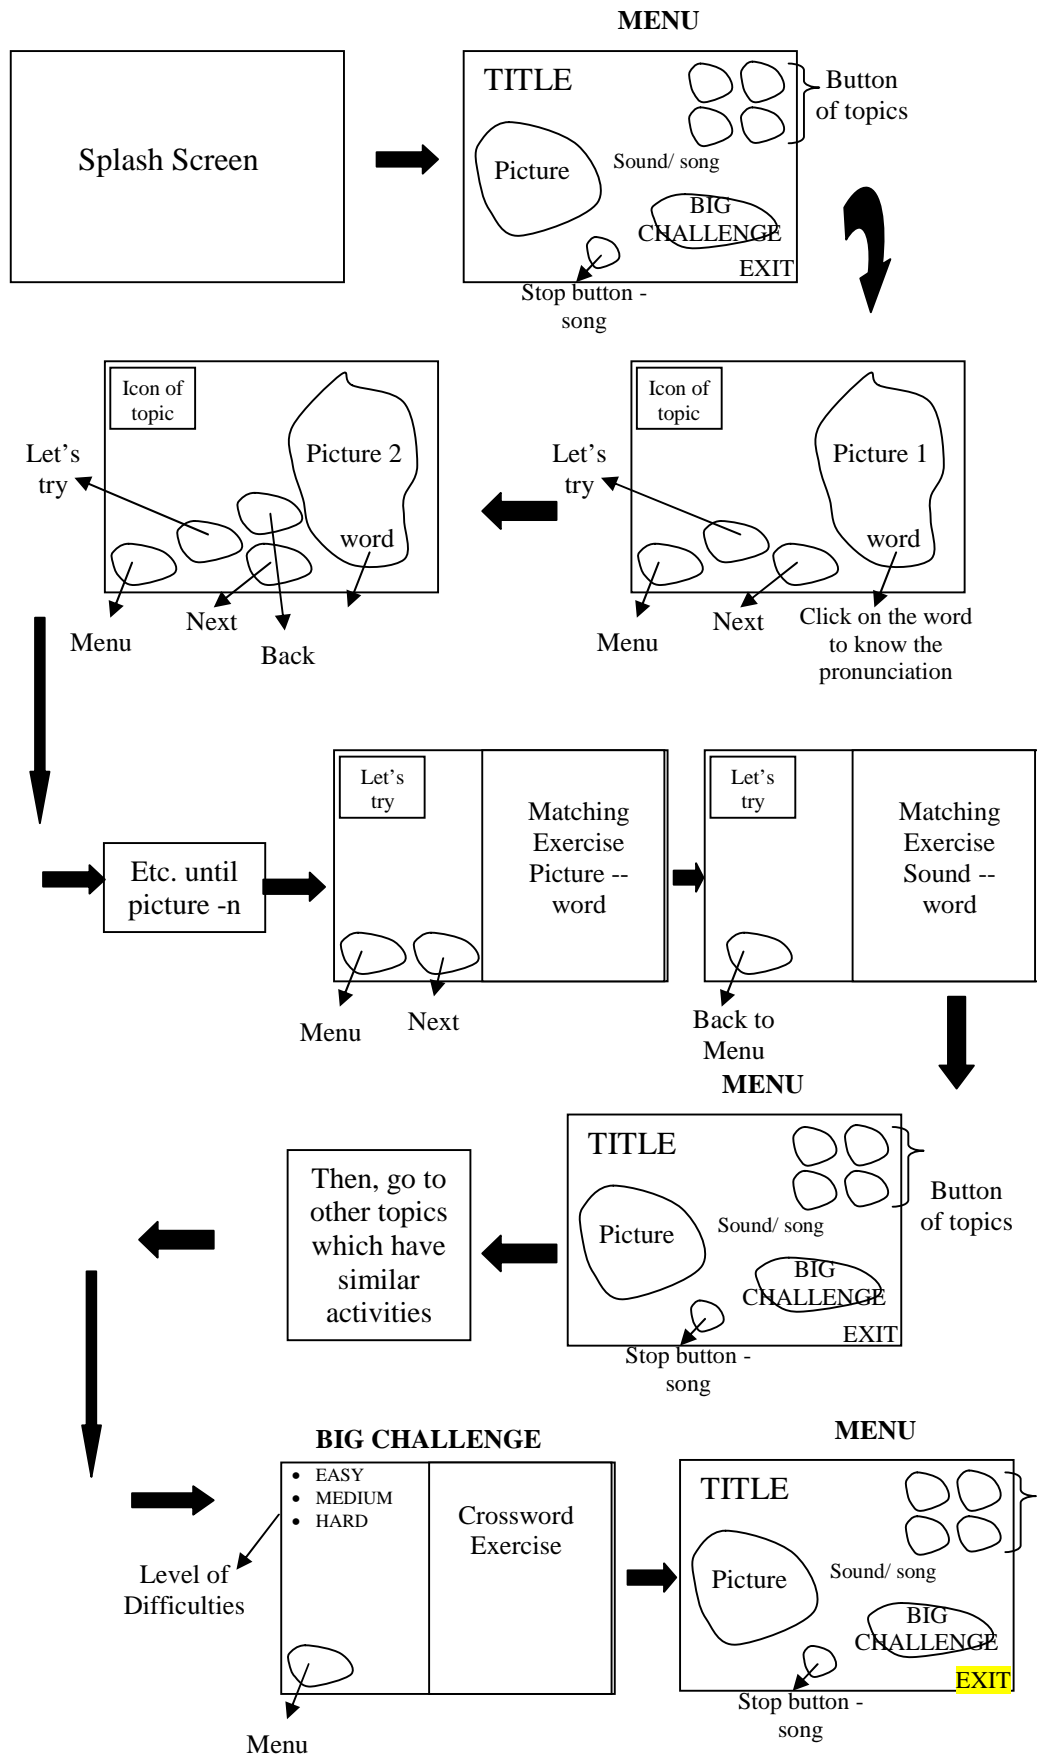 MENU
Splash Screen
TITLE
Button
of topics
Picture
Sound/ song
BIG
CHALLENGE
EXIT
Stop button -
song
Icon of
topic
Picture 2
Let's
try
word
Menu
Next
Back
Icon of
topic
Picture 1
Let's
try
word
Menu
Next
Click on the word
to know the
pronunciation
Etc. until
picture -n
Let's
try
Matching
Exercise
Picture --
word
Menu
Next
Let's
try
Matching
Exercise
Sound --
word
Back to
Menu
MENU
Then, go to
other topics
which have
similar
activities
TITLE
Button
of topics
Picture
Sound/ song
BIG
CHALLENGE
EXIT
Stop button -
song
BIG CHALLENGE
• EASY
• MEDIUM
• HARD
Crossword
Exercise
Level of
Difficulties
Menu
MENU
TITLE
Picture
Sound/ song
BIG
CHALLENGE
EXIT
Stop button -
song